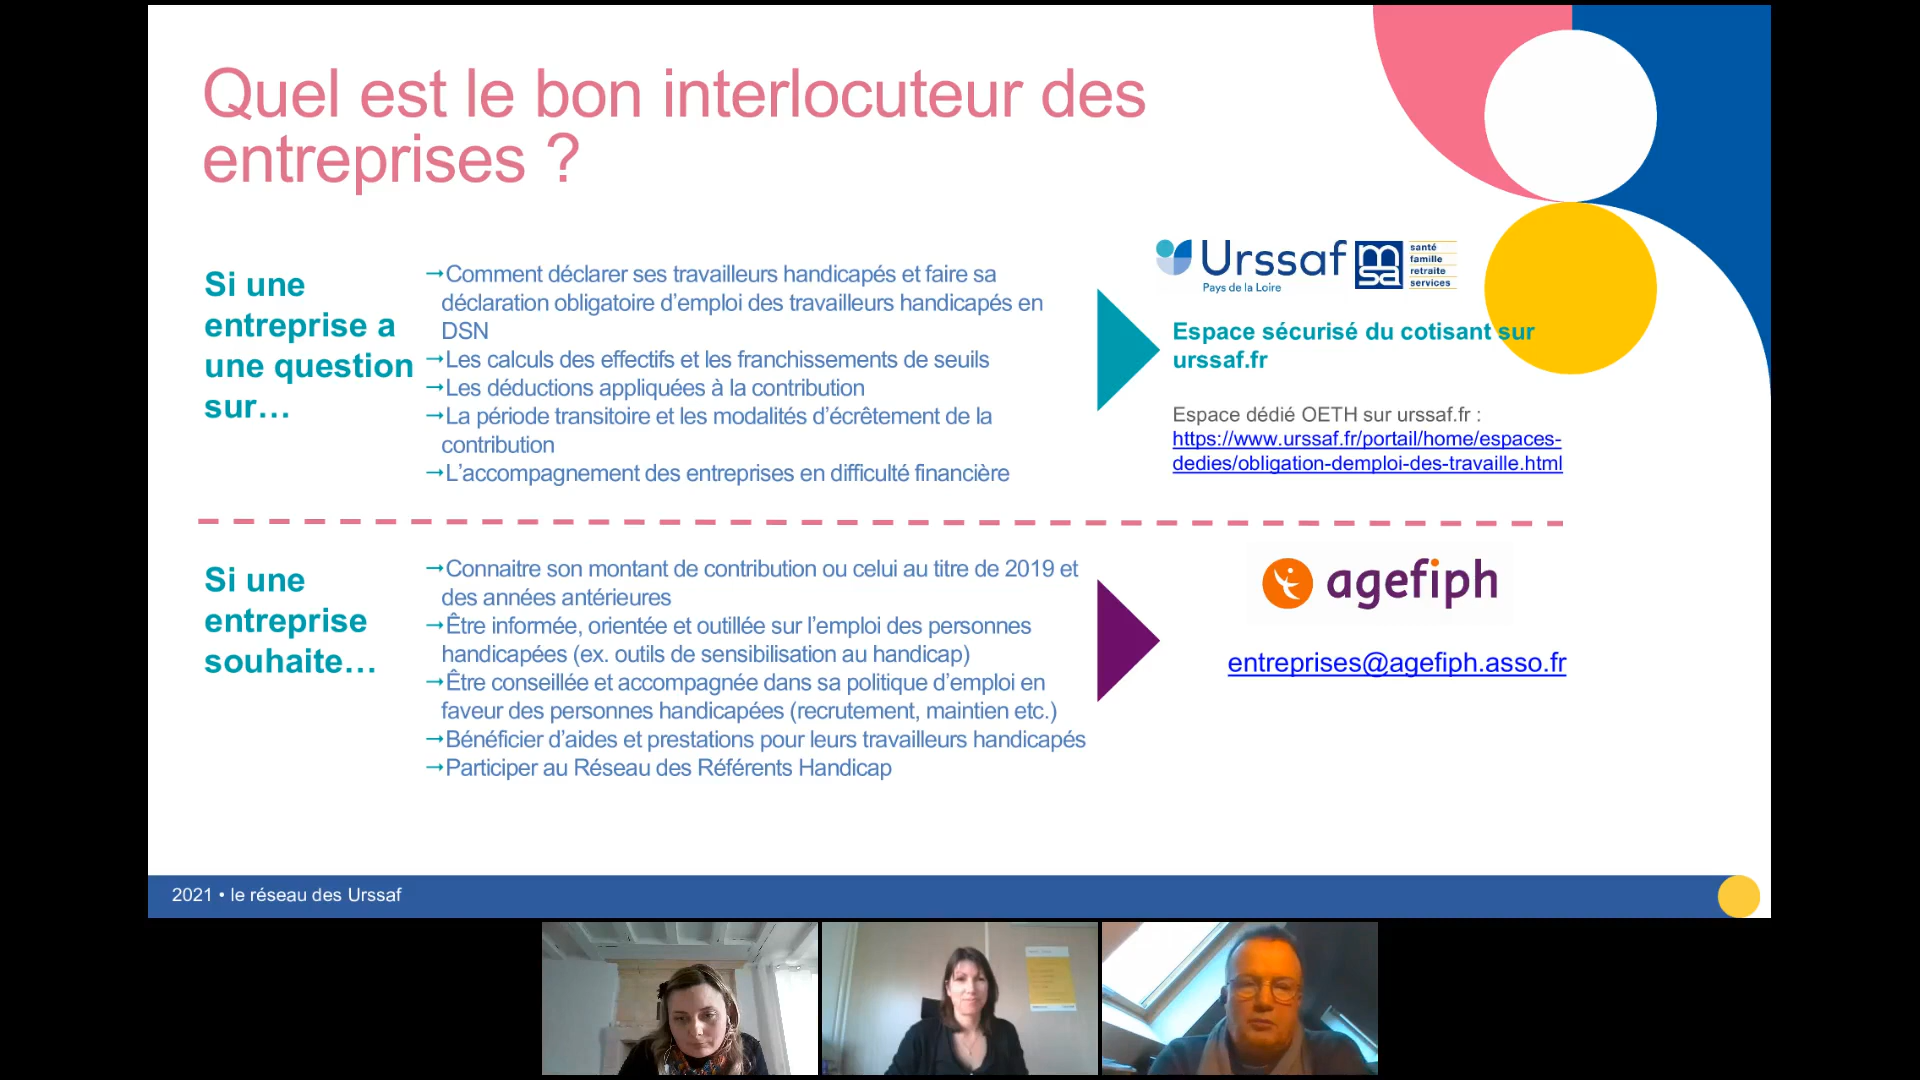 Quel est le bon interlocuteur des
entreprises ?
Si une
entreprise a
une question
sur…
→Comment déclarer ses travailleurs handicapés et faire sa
déclaration obligatoire d’emploi des travailleurs handicapés en
DSN
→Les calculs des effectifs et les franchissements de seuils
→Les déductions appliquées à la contribution
→La période transitoire et les modalités d’écrêtement de la
contribution
→L’accompagnement des entreprises en difficulté financière
Urssaf
Pays de la Loire
msa
santé
famille
retraite
services
Espace sécurisé du cotisant sur
urssaf.fr
Espace dédié OETH sur urssaf.fr :
https://www.urssaf.fr/portail/home/espaces-
dedies/obligation-demploi-des-travaille.html
Si une
entreprise
souhaite…
→Connaitre son montant de contribution ou celui au titre de 2019 et
des années antérieures
→Être informée, orientée et outillée sur l’emploi des personnes
handicapées (ex. outils de sensibilisation au handicap)
→Être conseillée et accompagnée dans sa politique d’emploi en
faveur des personnes handicapées (recrutement, maintien etc.)
→Bénéficier d’aides et prestations pour leurs travailleurs handicapés
→Participer au Réseau des Référents Handicap
agefiph
entreprises@agefiph.asso.fr
2021 • le réseau des Urssaf